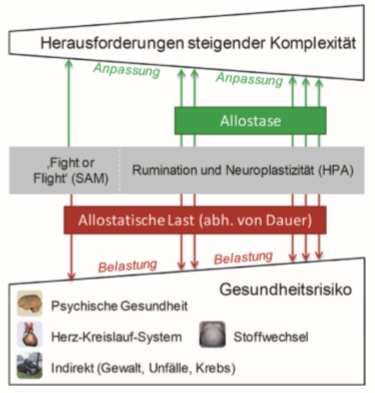 Herausforderungen steigender Komplexität
Anpassung
Anpassung
Allostase
‚Fight or
Flight‘ (SAM)
Rumination und Neuroplastizität (HPA)
Allostatische Last (abh. von Dauer)
Belastung
Belastung
Gesundheitsrisiko
Psychische Gesundheit
Herz-Kreislauf-System
Stoffwechsel
Indirekt (Gewalt, Unfälle, Krebs)